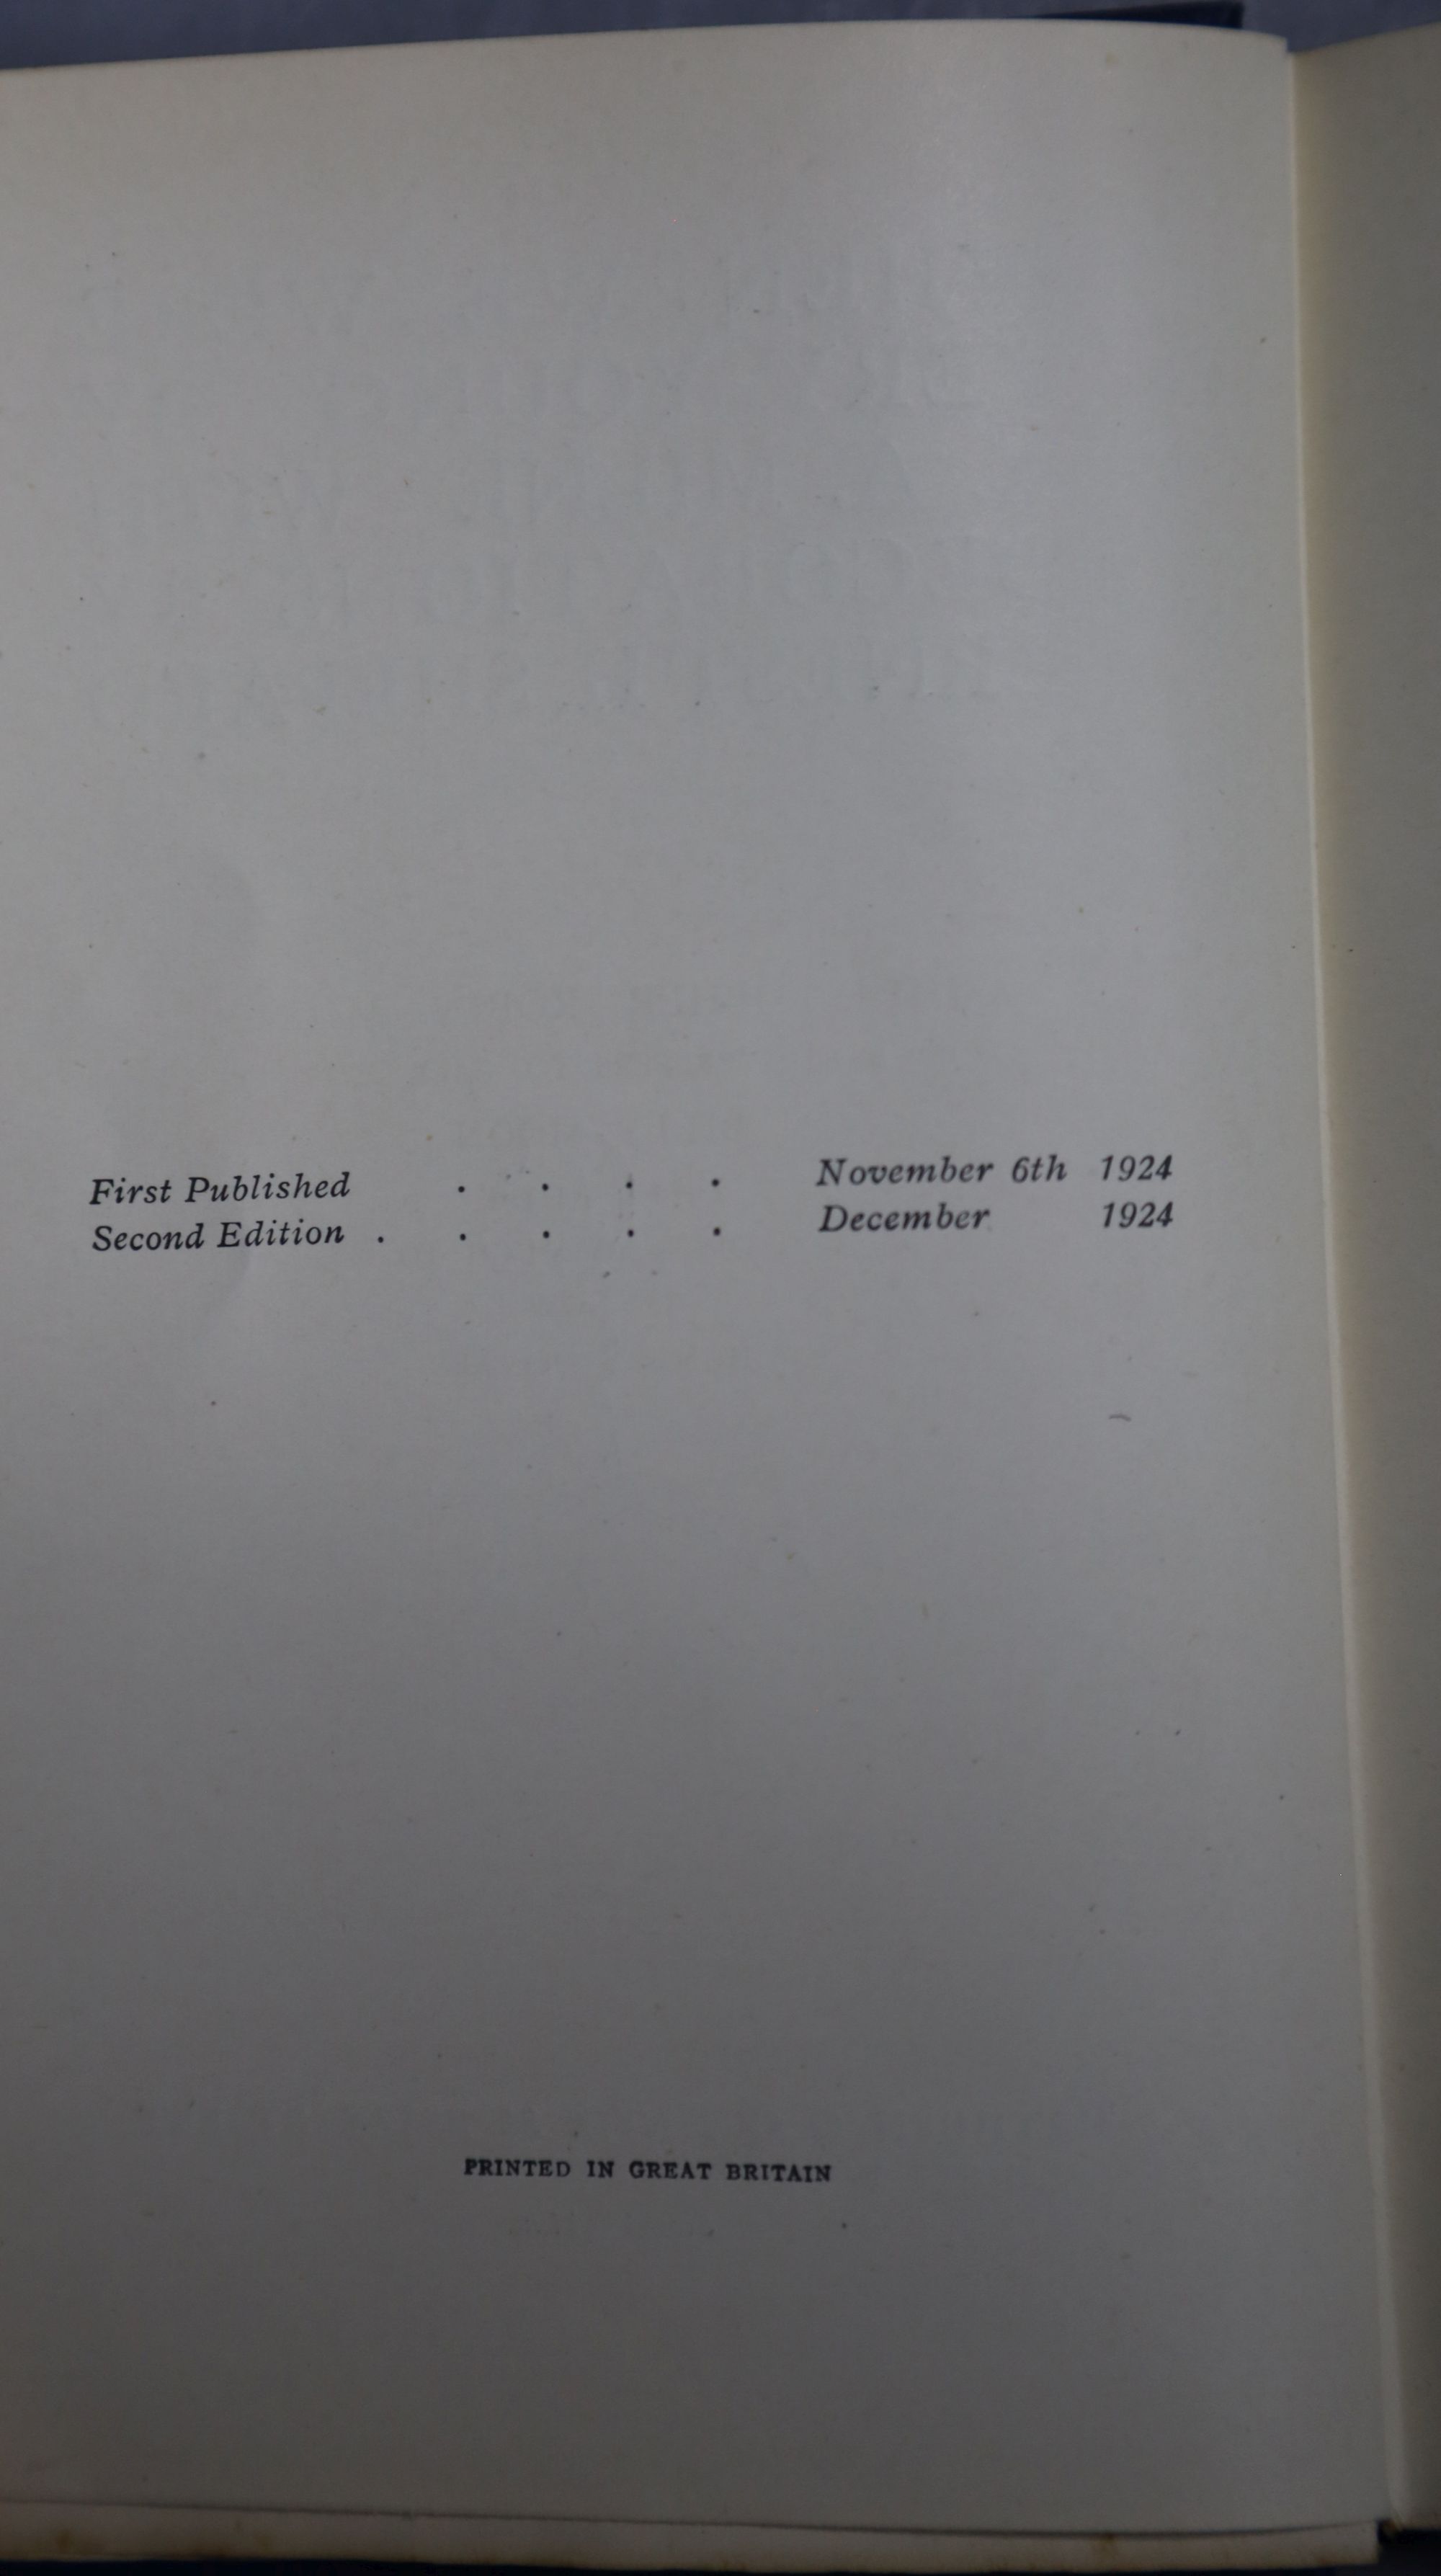 First Published . . . . November 6th 1924
Second Edition . . . . . December 1924
PRINTED IN GREAT BRITAIN